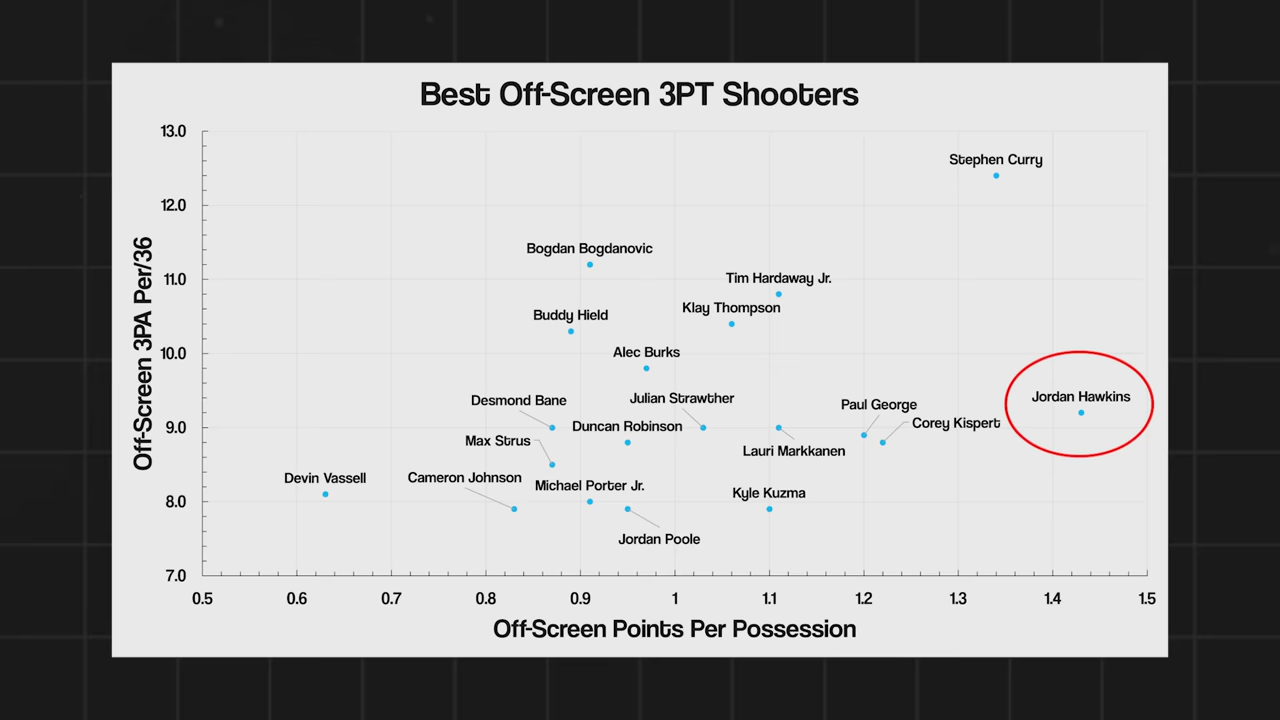 Best Off-Screen 3PT Shooters
13.0
Stephen Curry
12.0
Bogdan Bogdanovic
11.0
Tim Hardaway Jr.
Klay Thompson
Buddy Hield
10.0
Alec Burks
Jordan Hawkins
Desmond Bane
Julian Strawther
Paul George
9.0
Duncan Robinson
Corey Kispert
Max Strus
Lauri Markkanen
Devin Vassell
Cameron Johnson
Michael Porter Jr.
Kyle Kuzma
8.0
Jordan Poole
7.0
Off-Screen 3PA Per/36
0.5 0.6 0.7 0.8 0.9 1 1.1 1.2 1.3 1.4 1.5
Off-Screen Points Per Possession